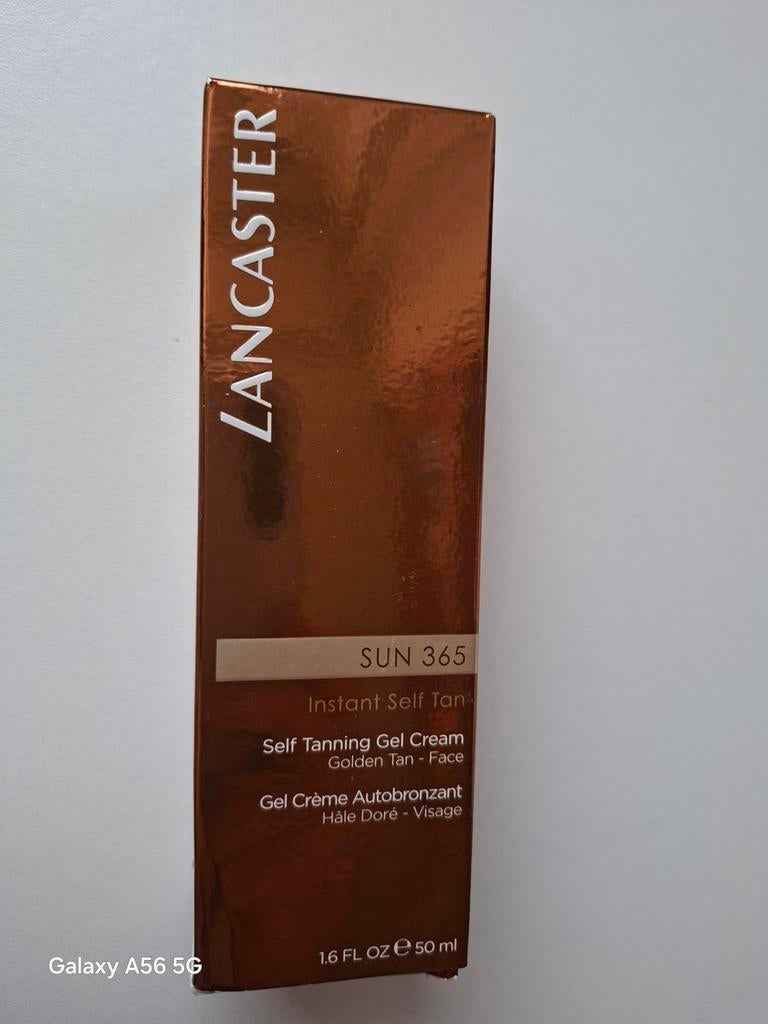 LANCASTER
SUN 365
Instant Self Tan
Self Tanning Gel Cream
Golden Tan - Face
Gel Crème Autobronzant
Hâle Doré - Visage
1.6 FL OZ ℮ 50 ml
Galaxy A56 5G